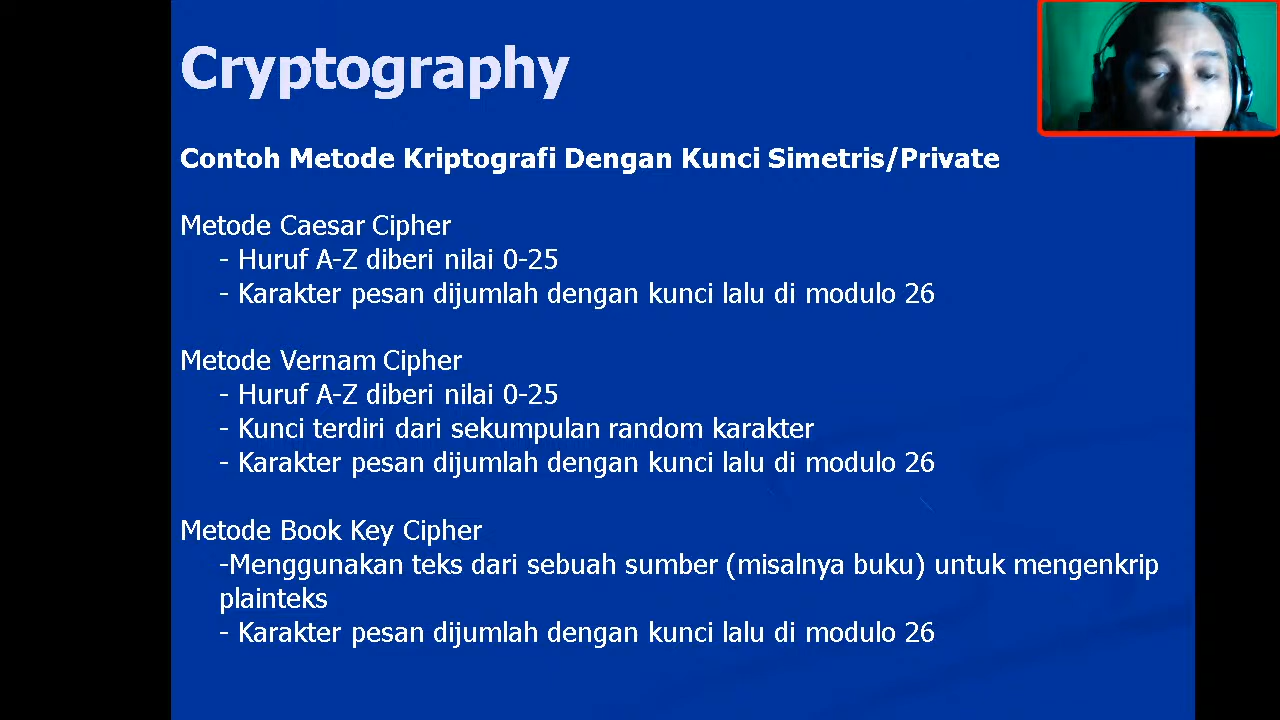 Cryptography
Contoh Metode Kriptografi Dengan Kunci Simetris/Private
Metode Caesar Cipher
- Huruf A-Z diberi nilai 0-25
- Karakter pesan dijumlah dengan kunci lalu di modulo 26
Metode Vernam Cipher
- Huruf A-Z diberi nilai 0-25
- Kunci terdiri dari sekumpulan random karakter
- Karakter pesan dijumlah dengan kunci lalu di modulo 26
Metode Book Key Cipher
-Menggunakan teks dari sebuah sumber (misalnya buku) untuk mengenkrip
plainteks
- Karakter pesan dijumlah dengan kunci lalu di modulo 26